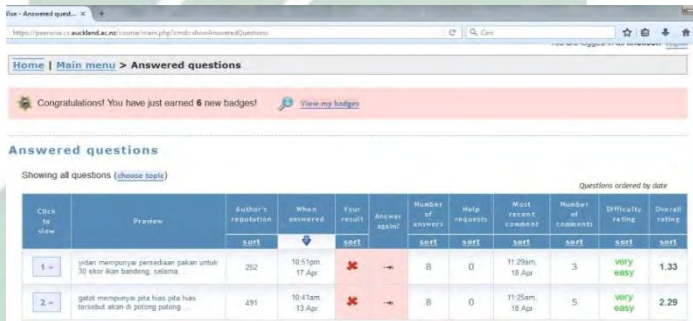 Wise - Answered quest... × +
https://peerwise.cs.auckland.ac.nz/course/main.php?cmd=showAnsweredQuestions
Cari
You are logged in as
Home | Main menu > Answered questions
Congratulations! You have just earned 6 new badges! View my badges
Answered questions
Showing all questions (choose topic)
Questions ordered by date
Click to view Preview Author's reputation When answered Your result Answer again? Number of answers Help requests Most recent comment Number of comments Difficulty rating Overall rating
sort sort sort sort sort sort sort sort
1 yidan mempunyai persediaan pakan untuk 30 ekor ikan bandeng. selama ... 252 10:51pm, 17 Apr 8 0 11:29am, 18 Apr 3 very easy 1.33
2 gatot mempunyai pita hias pita hias tersebut akan di potong potong ... 491 10:41am, 13 Apr 8 0 11:25am, 18 Apr 5 very easy 2.29